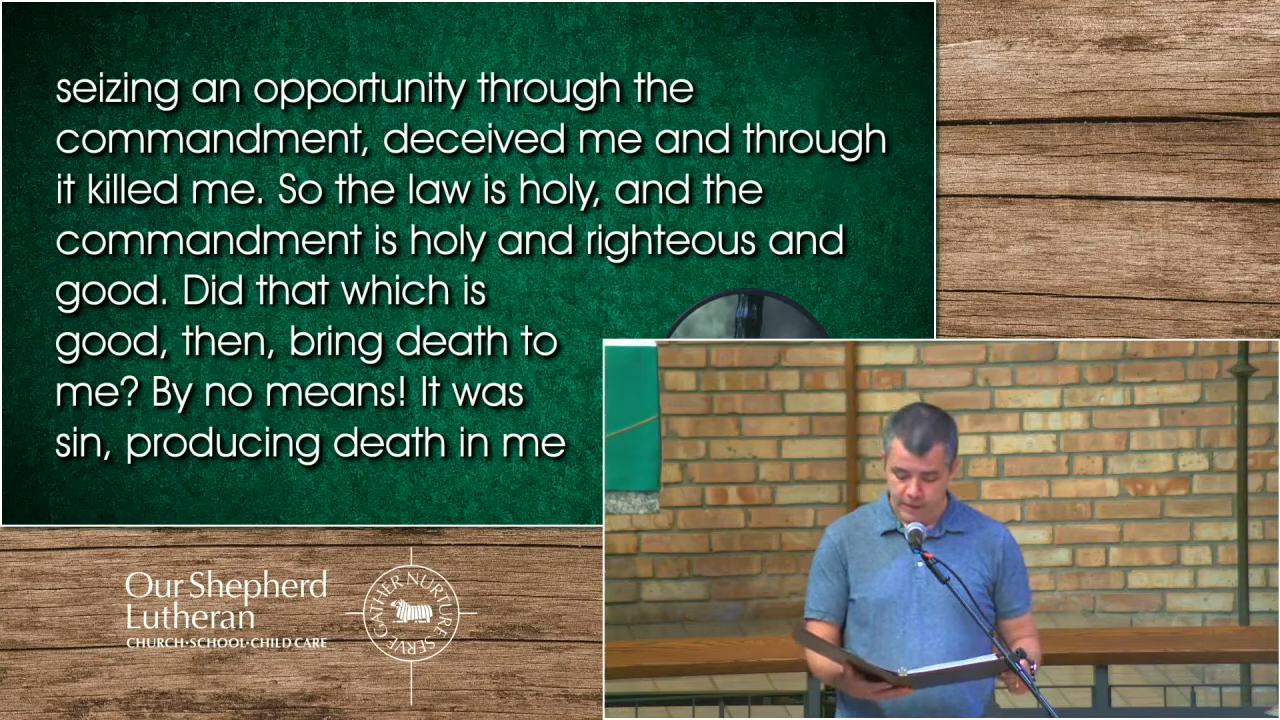 seizing an opportunity through the
commandment, deceived me and through
it killed me. So the law is holy, and the
commandment is holy and righteous and
good. Did that which is
good, then, bring death to
me? By no means! It was
sin, producing death in me
Our Shepherd
Lutheran
CHURCH•SCHOOL•CHILD CARE
GATHER NURTURE SERVE